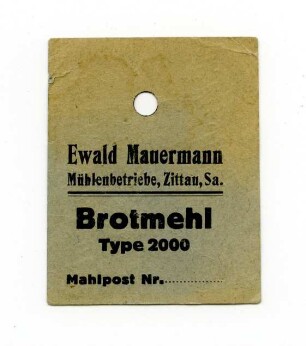 Ewald Mauermann
Mühlenbetriebe, Zittau, Sa.
Brotmehl
Type 2000
Mahlpost Nr...............